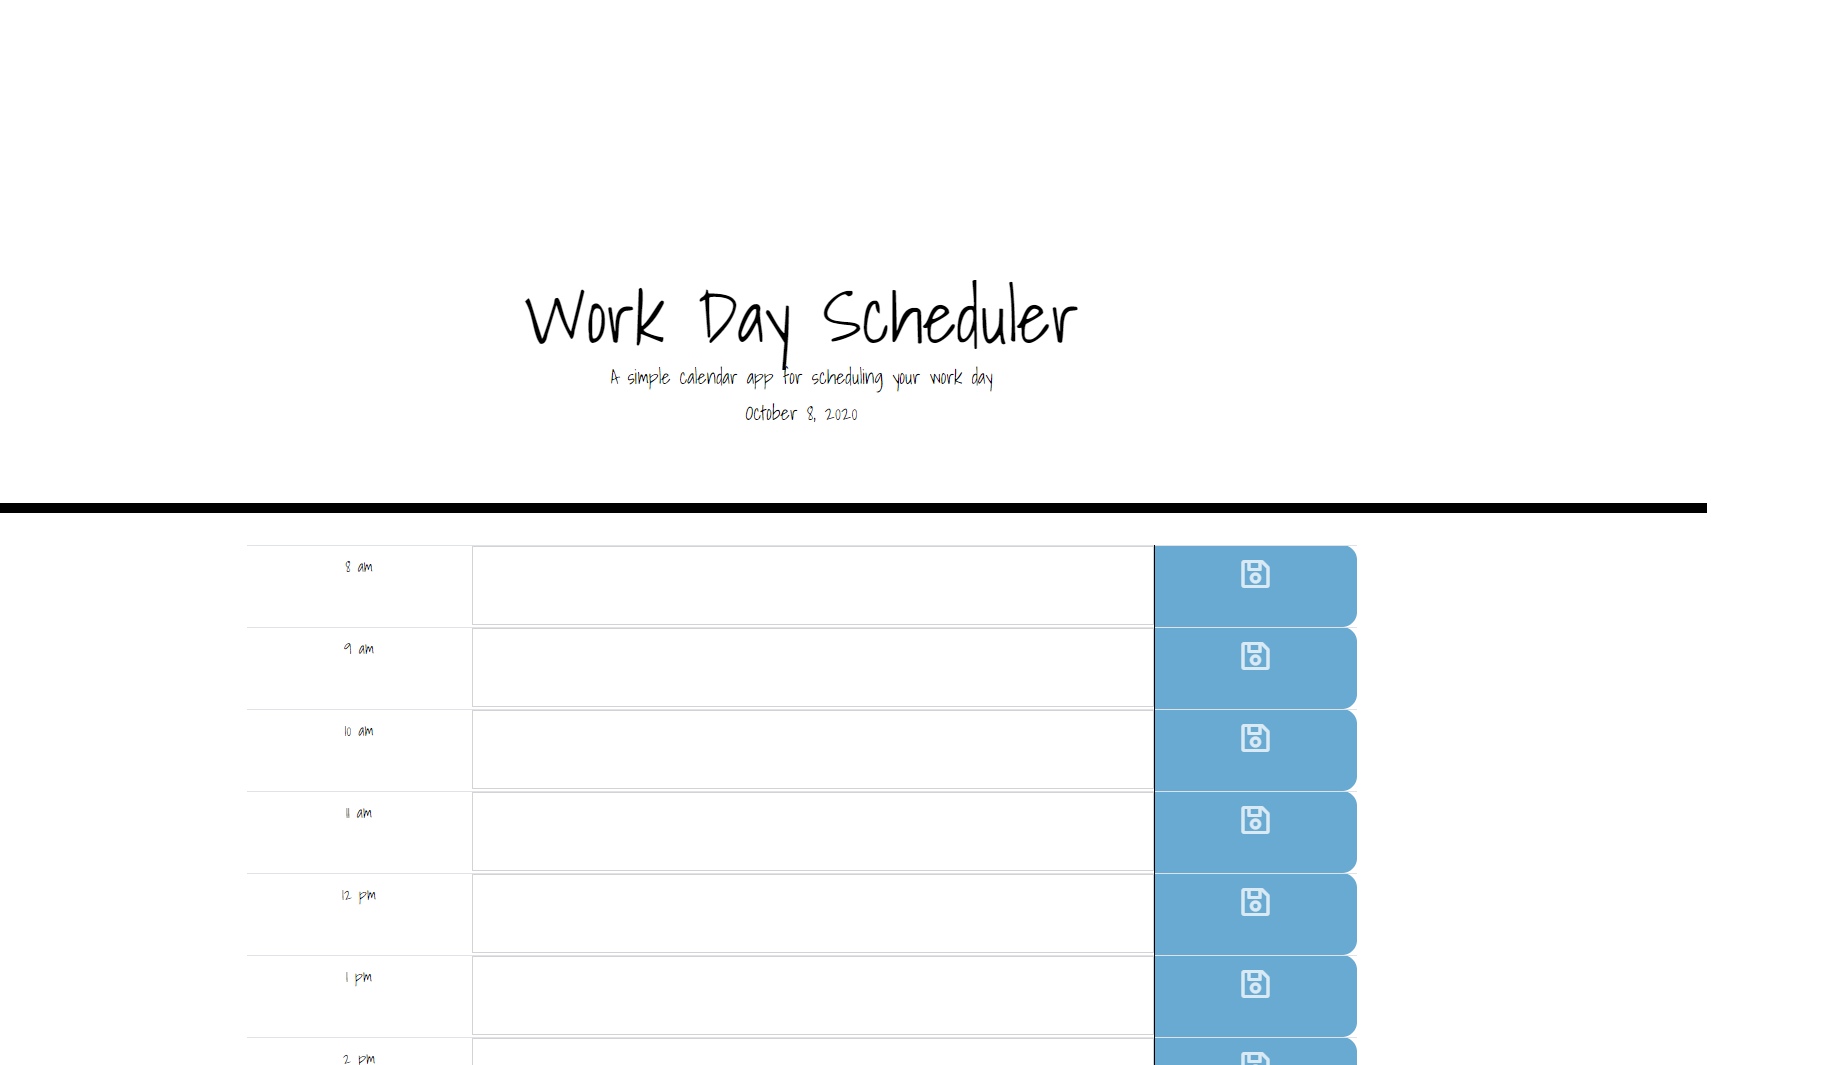 Work Day Scheduler
A simple calendar app for scheduling your work day
October 8, 2020
8 am
9 am
10 am
11 am
12 pm
1 pm
2 pm